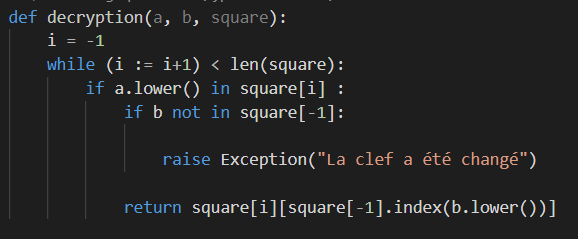 def decryption(a, b, square):
    i = -1
    while (i := i+1) < len(square):
        if a.lower() in square[i] :
            if b not in square[-1]:
                raise Exception("La clef a été changé")
            return square[i][square[-1].index(b.lower())]